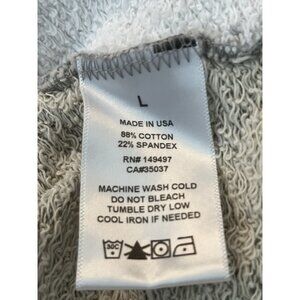 L
MADE IN USA
88% COTTON
22% SPANDEX
RN# 149497
CA#35037
MACHINE WASH COLD
DO NOT BLEACH
TUMBLE DRY LOW
COOL IRON IF NEEDED
30C